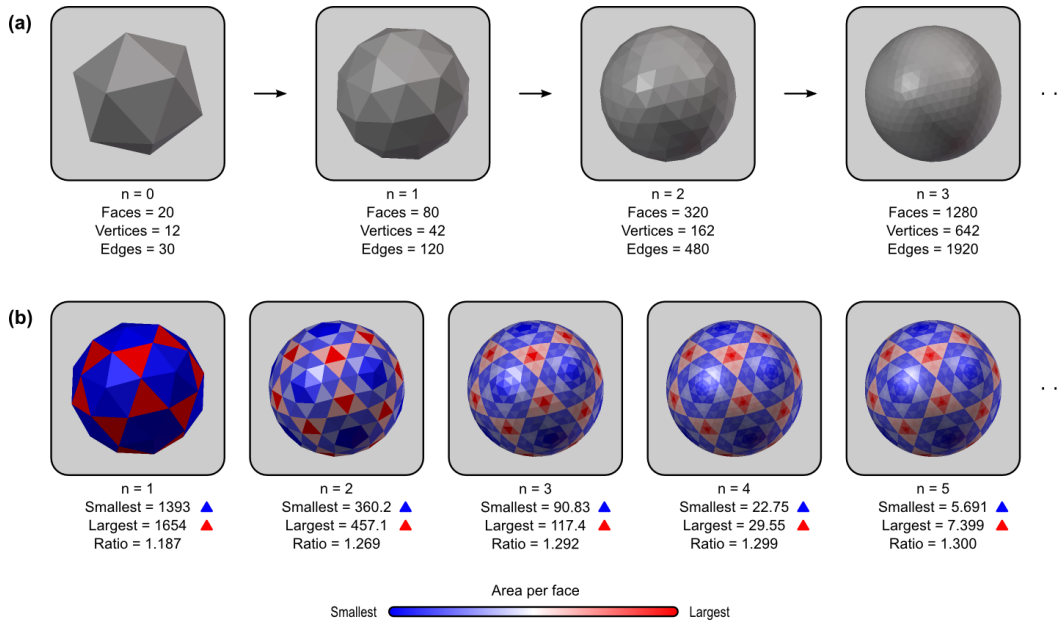 (a)
n = 0
Faces = 20
Vertices = 12
Edges = 30
n = 1
Faces = 80
Vertices = 42
Edges = 120
n = 2
Faces = 320
Vertices = 162
Edges = 480
n = 3
Faces = 1280
Vertices = 642
Edges = 1920
. .
(b)
n = 1
Smallest = 1393
Largest = 1654
Ratio = 1.187
n = 2
Smallest = 360.2
Largest = 457.1
Ratio = 1.269
n = 3
Smallest = 90.83
Largest = 117.4
Ratio = 1.292
n = 4
Smallest = 22.75
Largest = 29.55
Ratio = 1.299
n = 5
Smallest = 5.691
Largest = 7.399
Ratio = 1.300
. .
Area per face
Smallest
Largest